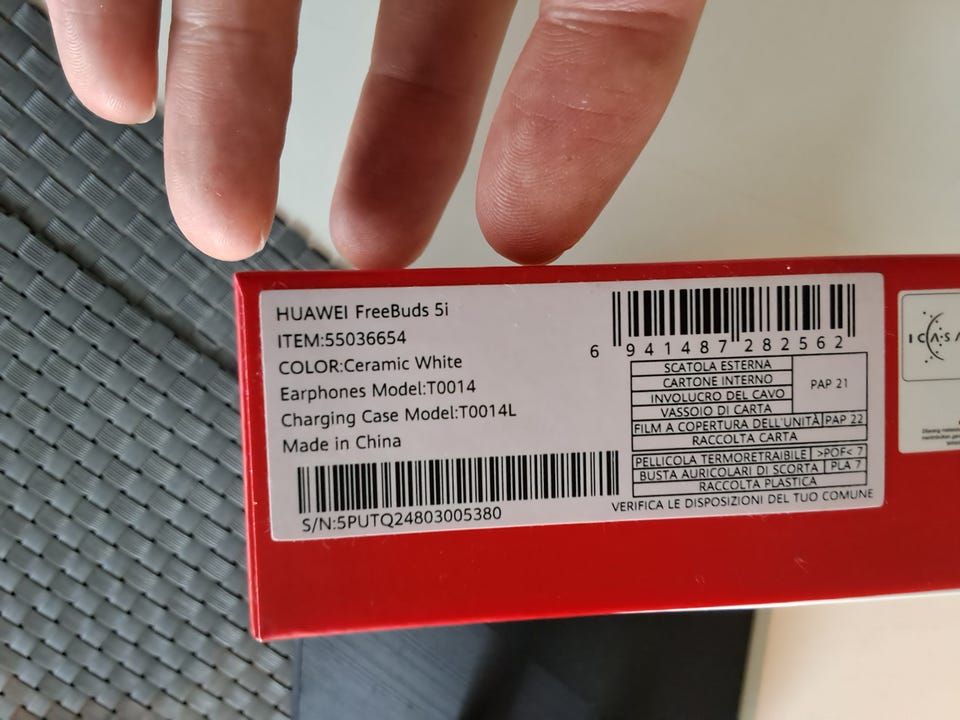 HUAWEI FreeBuds 5i
ITEM:55036654
COLOR:Ceramic White
Earphones Model:T0014
Charging Case Model:T0014L
Made in China
S/N:5PUTQ24803005380
6 941487 282562
SCATOLA ESTERNA
CARTONE INTERNO
INVOLUCRO DEL CAVO
VASSOIO DI CARTA
PAP 21
FILM A COPERTURA DELL'UNITÀ PAP 22
RACCOLTA CARTA
PELLICOLA TERMORETRAIBILE >POF< 7
BUSTA AURICOLARI DI SCORTA PLA 7
RACCOLTA PLASTICA
VERIFICA LE DISPOSIZIONI DEL TUO COMUNE
ICASA